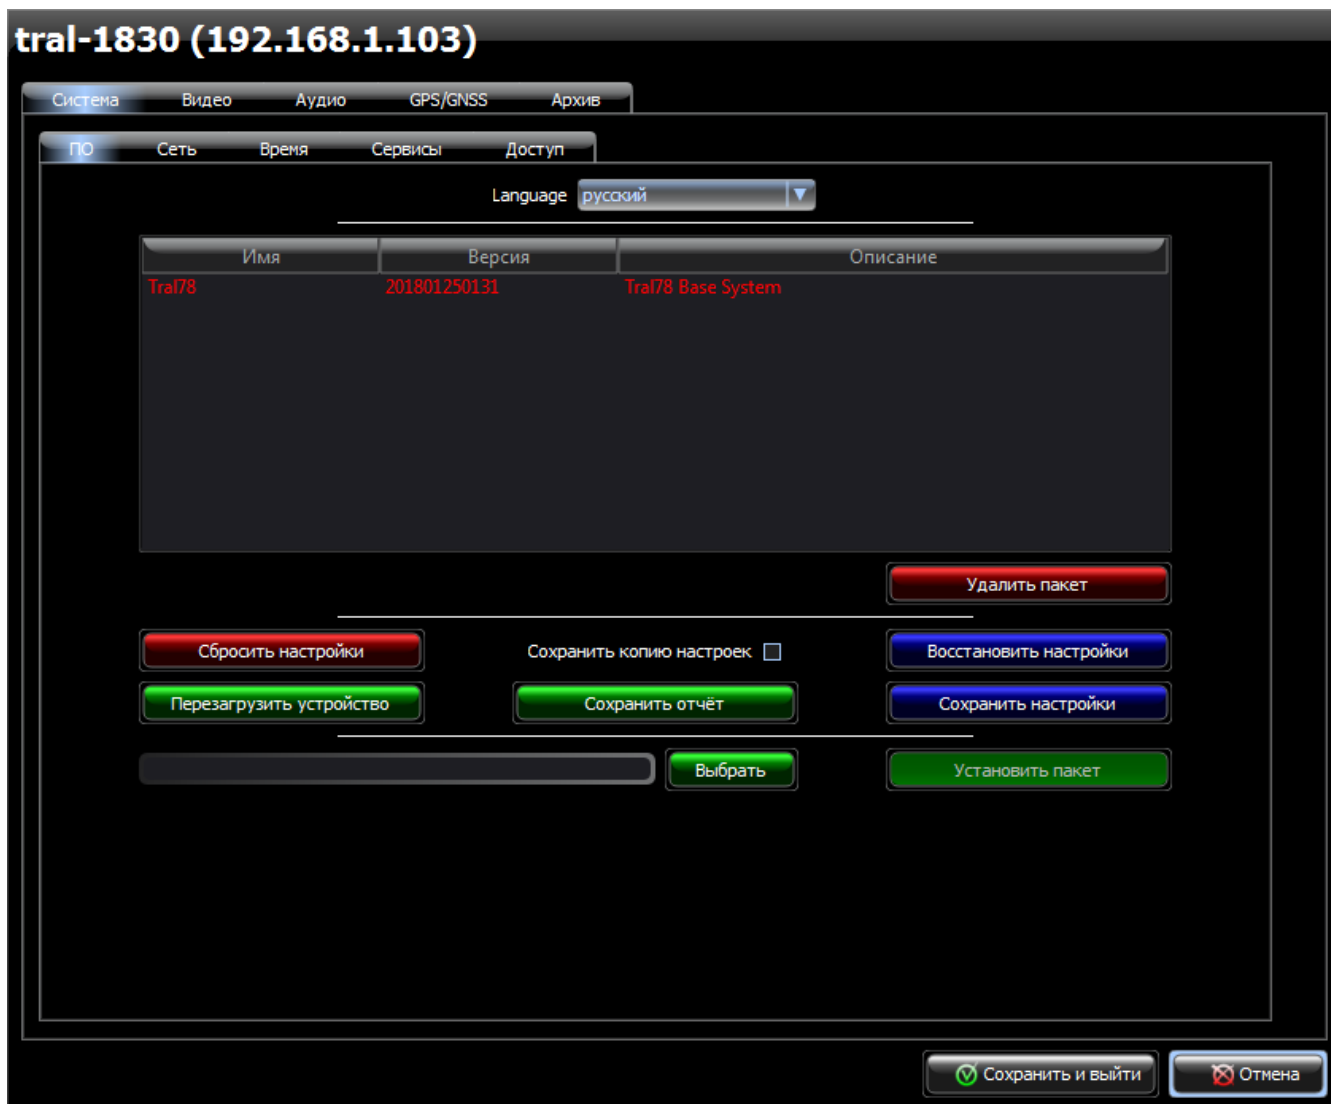 tral-1830 (192.168.1.103)
Система Видео Аудио GPS/GNSS Архив
ПО Сеть Время Сервисы Доступ
Language русский
Имя Версия Описание
Tral78 201801250131 Tral78 Base System
Удалить пакет
Сбросить настройки Сохранить копию настроек Восстановить настройки
Перезагрузить устройство Сохранить отчёт Сохранить настройки
Выбрать Установить пакет
Сохранить и выйти Отмена